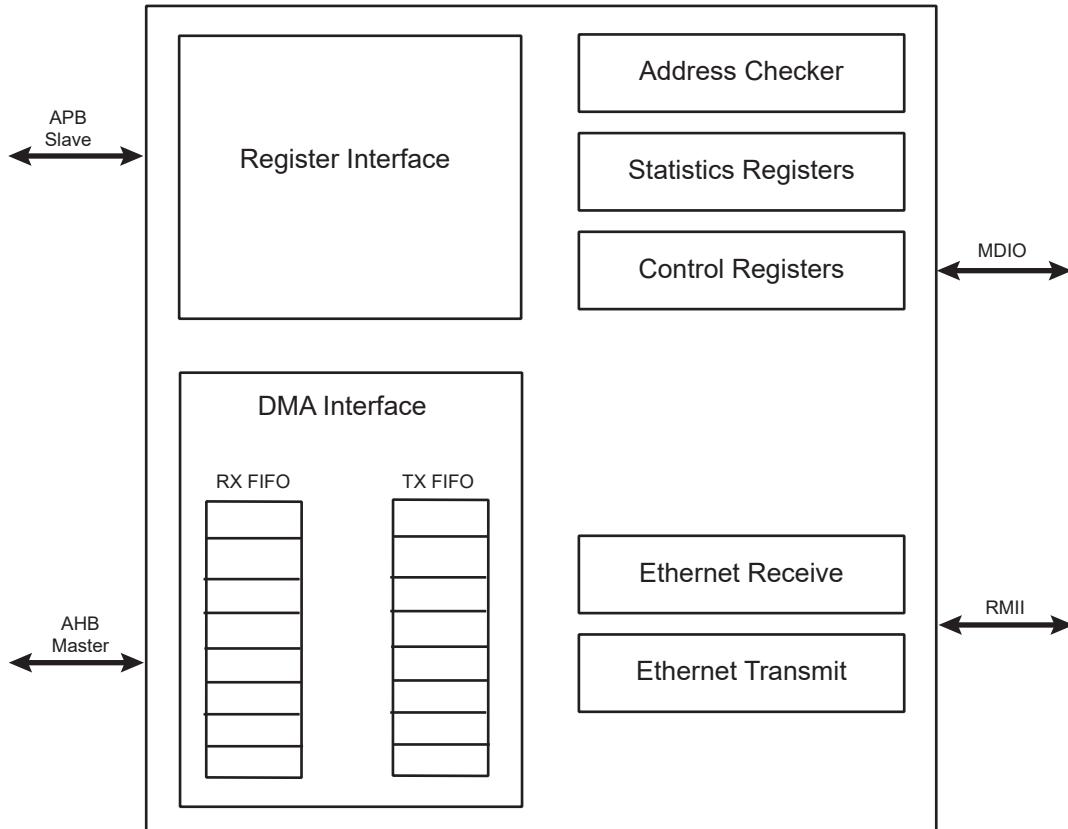 APB
Slave
Register Interface
Address Checker
Statistics Registers
Control Registers
MDIO
DMA Interface
RX FIFO
TX FIFO
AHB
Master
Ethernet Receive
Ethernet Transmit
RMII